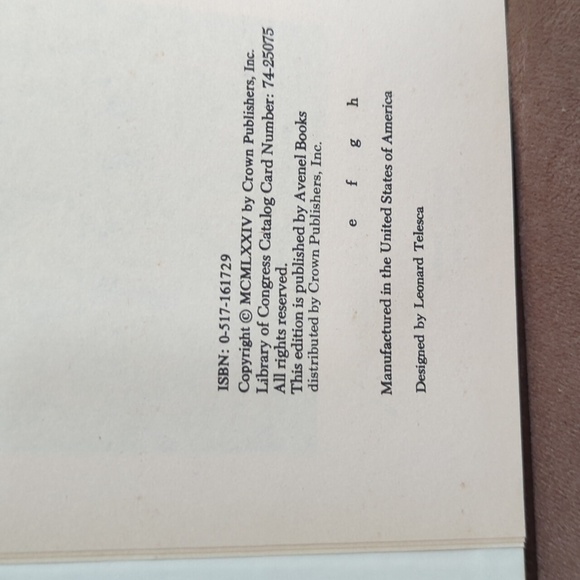 ISBN: 0-517-161729
Copyright © MCMLXXIV by Crown Publishers, Inc.
Library of Congress Catalog Card Number: 74-25075
All rights reserved.
This edition is published by Avenel Books
distributed by Crown Publishers, Inc.
e f g h
Manufactured in the United States of America
Designed by Leonard Telesca